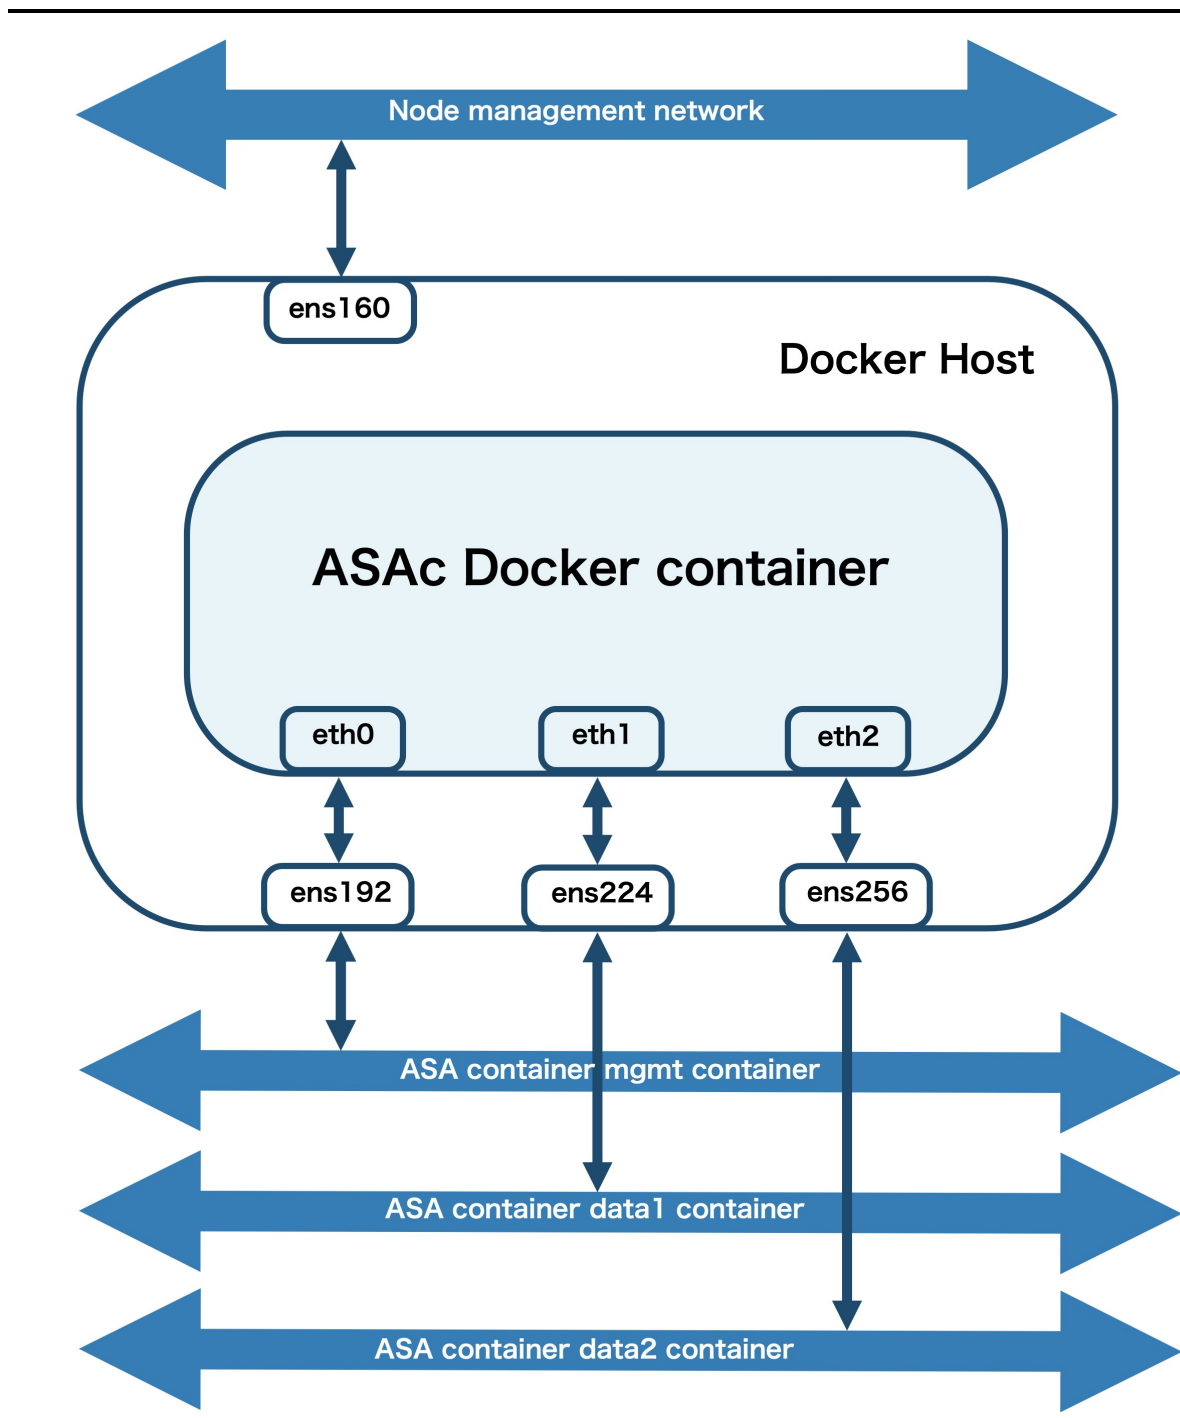 Node management network
ens160
Docker Host
ASAc Docker container
eth0
eth1
eth2
ens192
ens224
ens256
ASA container mgmt container
ASA container data1 container
ASA container data2 container